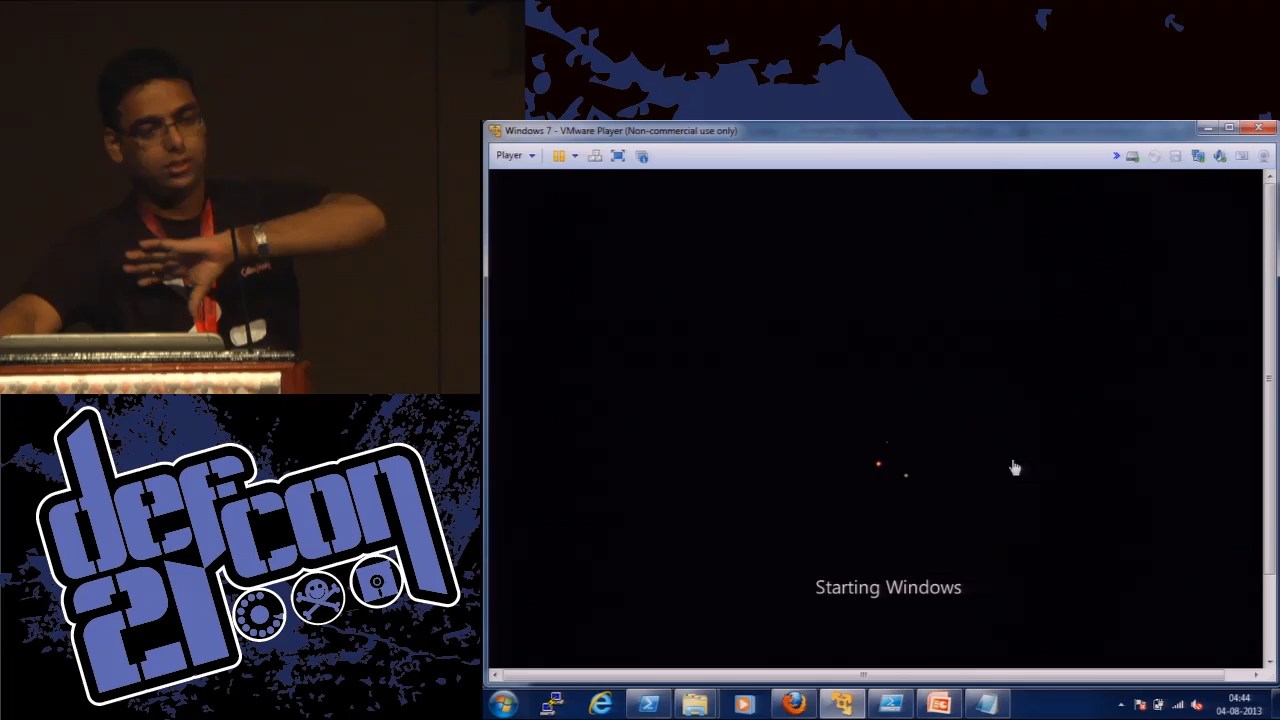 Windows 7 - VMware Player (Non-commercial use only)
Player
Starting Windows
defcon
21
04:44
04-08-2013